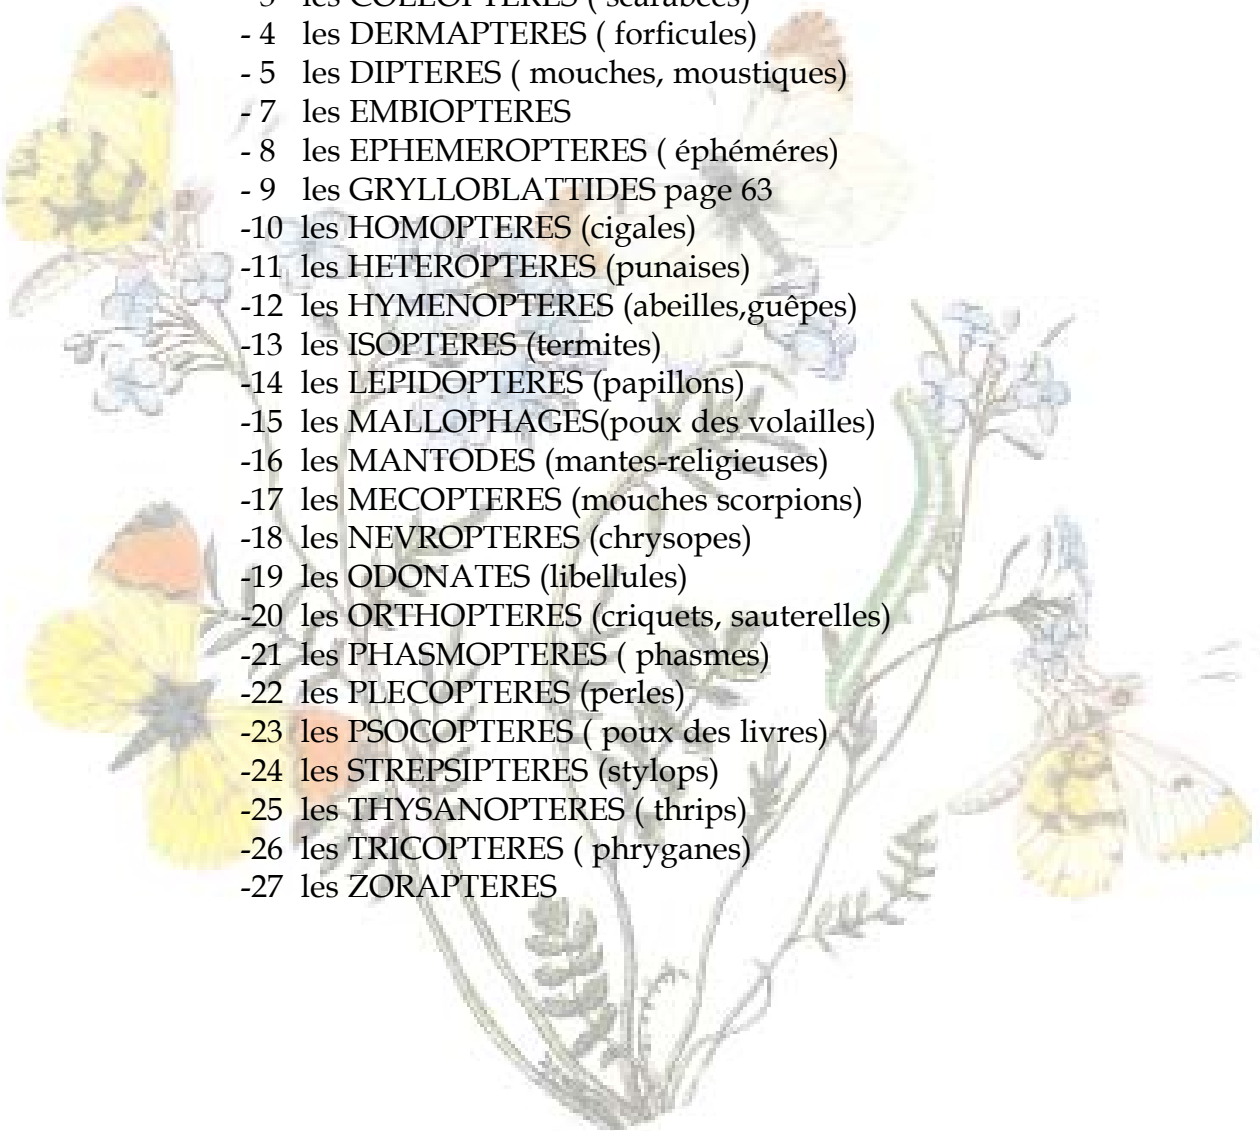 - 3 les COLEOPTERES ( scarabées)
- 4 les DERMAPTERES ( forficules)
- 5 les DIPTERES ( mouches, moustiques)
- 7 les EMBIOPTERES
- 8 les EPHEMEROPTERES ( éphéméres)
- 9 les GRYLLOBLATTIDES page 63
-10 les HOMOPTERES (cigales)
-11 les HETEROPTERES (punaises)
-12 les HYMENOPTERES (abeilles,guêpes)
-13 les ISOPTERES (termites)
-14 les LEPIDOPTERES (papillons)
-15 les MALLOPHAGES(poux des volailles)
-16 les MANTODES (mantes-religieuses)
-17 les MECOPTERES (mouches scorpions)
-18 les NEVROPTERES (chrysopes)
-19 les ODONATES (libellules)
-20 les ORTHOPTERES (criquets, sauterelles)
-21 les PHASMOPTERES ( phasmes)
-22 les PLECOPTERES (perles)
-23 les PSOCOPTERES ( poux des livres)
-24 les STREPSIPTERES (stylops)
-25 les THYSANOPTERES ( thrips)
-26 les TRICOPTERES ( phryganes)
-27 les ZORAPTERES